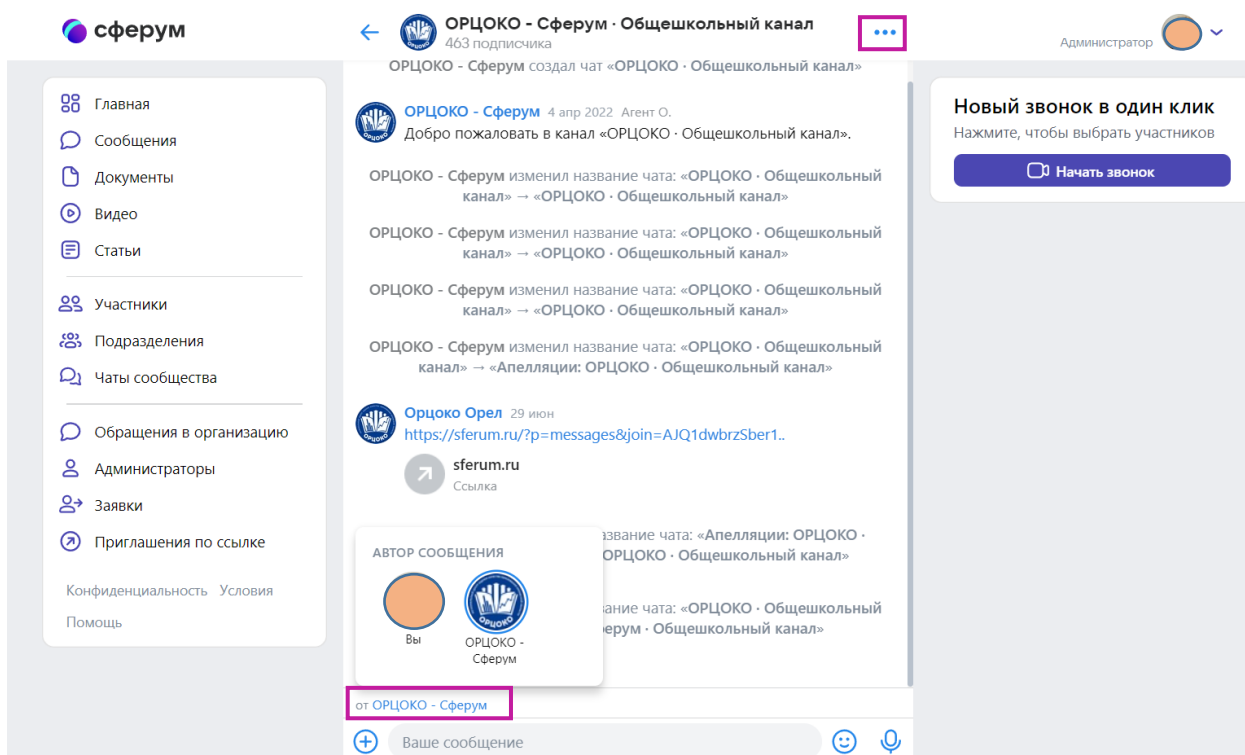 сферум
ОРЦОКО - Сферум · Общешкольный канал
463 подписчика
Администратор
Главная
Сообщения
Документы
Видео
Статьи
Участники
Подразделения
Чаты сообщества
Обращения в организацию
Администраторы
Заявки
Приглашения по ссылке
Конфиденциальность Условия
Помощь
ОРЦОКО - Сферум создал чат «ОРЦОКО · Общешкольный канал»
ОРЦОКО - Сферум 4 апр 2022 Агент О.
Добро пожаловать в канал «ОРЦОКО · Общешкольный канал».
ОРЦОКО - Сферум изменил название чата: «ОРЦОКО · Общешкольный
канал» → «ОРЦОКО · Общешкольный канал»
ОРЦОКО - Сферум изменил название чата: «ОРЦОКО · Общешкольный
канал» → «ОРЦОКО · Общешкольный канал»
ОРЦОКО - Сферум изменил название чата: «ОРЦОКО · Общешкольный
канал» → «ОРЦОКО · Общешкольный канал»
ОРЦОКО - Сферум изменил название чата: «ОРЦОКО · Общешкольный
канал» → «Апелляции: ОРЦОКО · Общешкольный канал»
Орцоко Орел 29 июн
https://sferum.ru/?p=messages&join=AJQ1dwbrzSber1..
sferum.ru
Ссылка
азвание чата: «Апелляции: ОРЦОКО ·
ОРЦОКО · Общешкольный канал»
ание чата: «ОРЦОКО · Общешкольный
ерум · Общешкольный канал»
АВТОР СООБЩЕНИЯ
Вы
ОРЦОКО
ОРЦОКО -
Сферум
от ОРЦОКО - Сферум
Ваше сообщение
Новый звонок в один клик
Нажмите, чтобы выбрать участников
Начать звонок